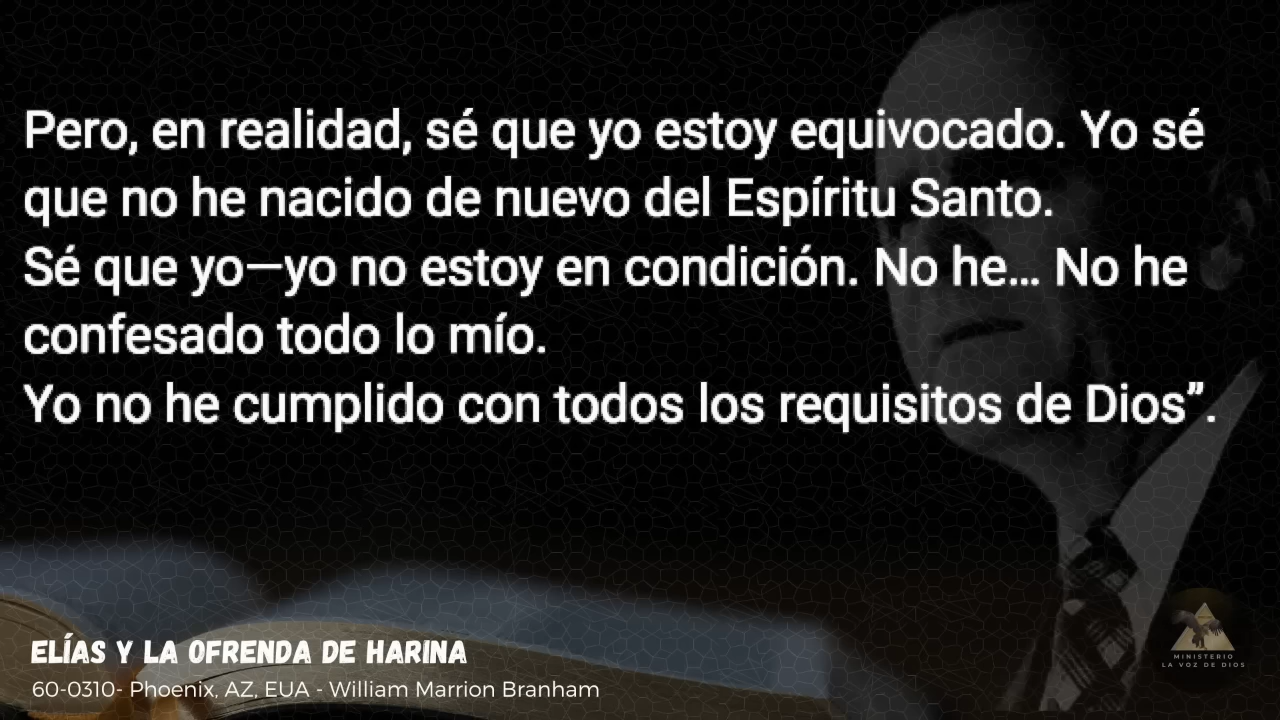 Pero, en realidad, sé que yo estoy equivocado. Yo sé
que no he nacido de nuevo del Espíritu Santo.
Sé que yo—yo no estoy en condición. No he... No he
confesado todo lo mío.
Yo no he cumplido con todos los requisitos de Dios”.
ELÍAS Y LA OFRENDA DE HARINA
60-0310- Phoenix, AZ, EUA - William Marrion Branham
MINISTERIO
LA VOZ DE DIOS